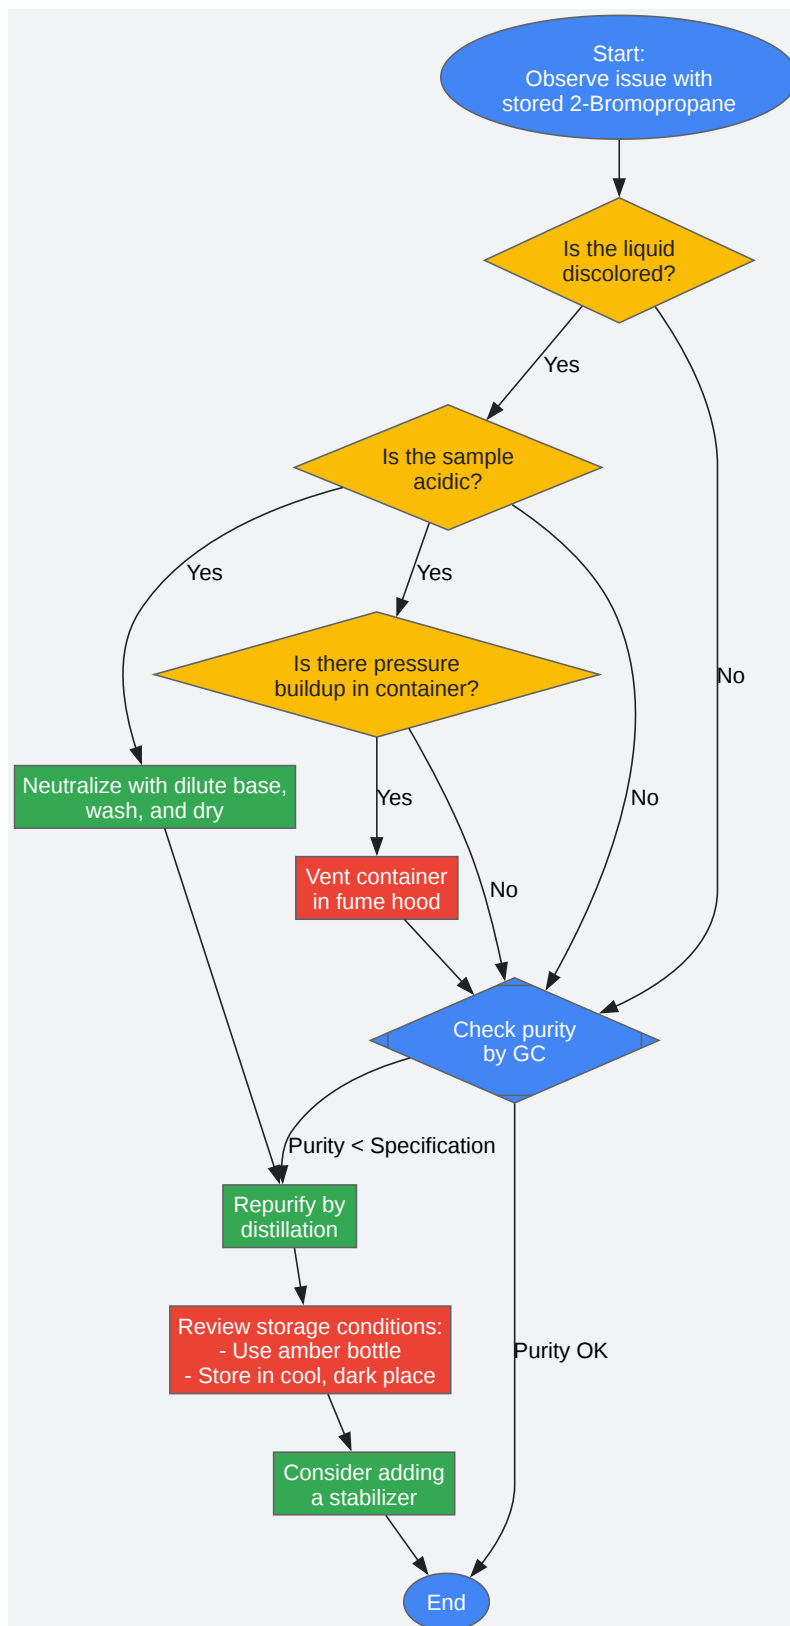 Start:
Observe issue with
stored 2-Bromopropane
Is the liquid
discolored?
Yes
Is the sample
acidic?
Yes
Yes
Is there pressure
buildup in container?
No
Neutralize with dilute base,
wash, and dry
Yes
No
Vent container
in fume hood
No
Check purity
by GC
Purity < Specification
Repurify by
distillation
Review storage conditions:
- Use amber bottle
- Store in cool, dark place
Purity OK
Consider adding
a stabilizer
End